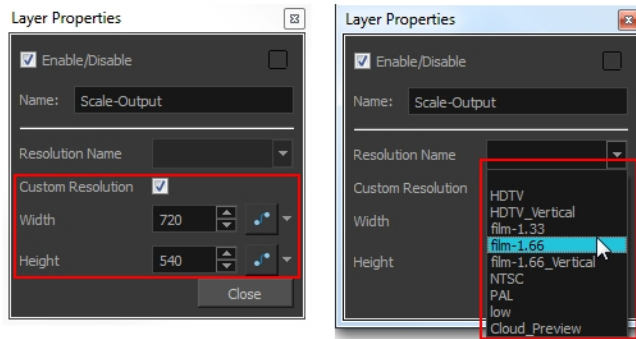 Layer Properties
Enable/Disable
Name: Scale-Output
Resolution Name
Custom Resolution
Width 720
Height 540
Close
Layer Properties
Enable/Disable
Name: Scale-Output
Resolution Name
Custom Resolution
Width
Height
HDTV
HDTV_Vertical
film-1.33
film-1.66
film-1.66_Vertical
NTSC
PAL
low
Cloud_Preview